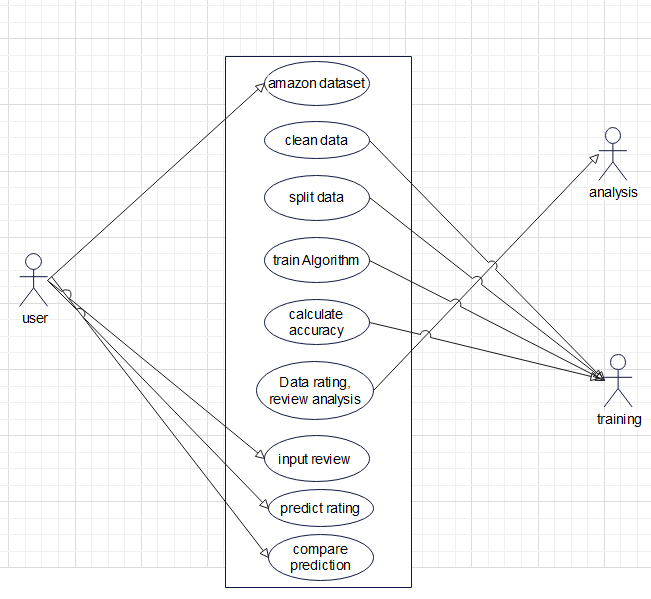 amazon dataset
clean data
split data
train Algorithm
calculate
accuracy
Data rating,
review analysis
input review
predict rating
compare
prediction
user
analysis
training